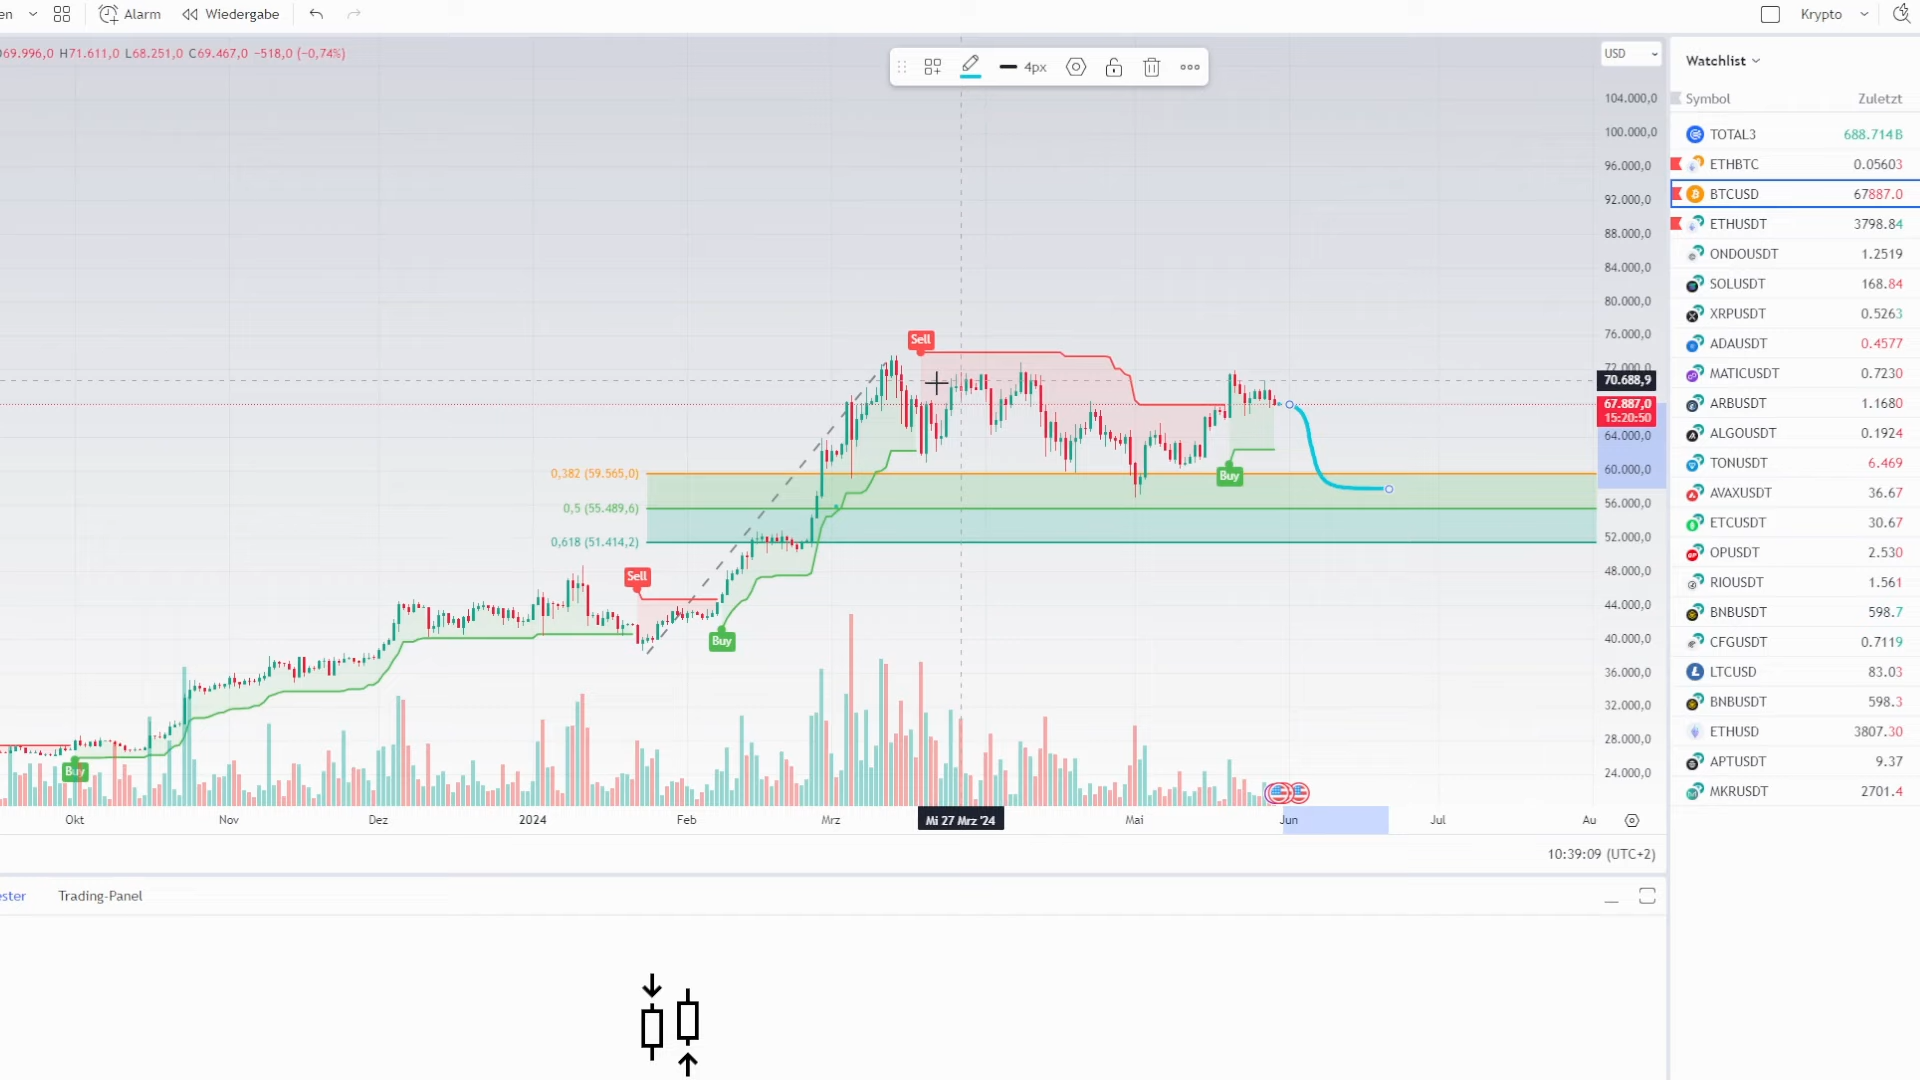 en
Alarm
Wiedergabe
Krypto
69.996,0 H71.611,0 L68.251,0 C69.467,0 −518,0 (−0,74%)
4px
USD
104.000,0
100.000,0
96.000,0
92.000,0
88.000,0
84.000,0
80.000,0
76.000,0
72.000,0
70.688,9
67.887,0
15:20:50
64.000,0
60.000,0
56.000,0
52.000,0
48.000,0
44.000,0
40.000,0
36.000,0
32.000,0
28.000,0
24.000,0
Sell
0,382 (59.565,0)
Buy
0,5 (55.489,6)
0,618 (51.414,2)
Sell
Buy
Buy
Okt Nov Dez 2024 Feb Mrz Mi 27 Mrz '24 Mai Jun Jul Au
10:39:09 (UTC+2)
ester Trading-Panel
Watchlist
Symbol Zuletzt
TOTAL3 688.714B
ETHBTC 0.05603
BTCUSD 67887.0
ETHUSDT 3798.84
ONDOUSDT 1.2519
SOLUSDT 168.84
XRPUSDT 0.5263
ADAUSDT 0.4577
MATICUSDT 0.7230
ARBUSDT 1.1680
ALGOUSDT 0.1924
TONUSDT 6.469
AVAXUSDT 36.67
ETCUSDT 30.67
OPUSDT 2.530
RIOUSDT 1.561
BNBUSDT 598.7
CFGUSDT 0.7119
LTCUSD 83.03
BNBUSDT 598.3
ETHUSD 3807.30
APTUSDT 9.37
MKRUSDT 2701.4